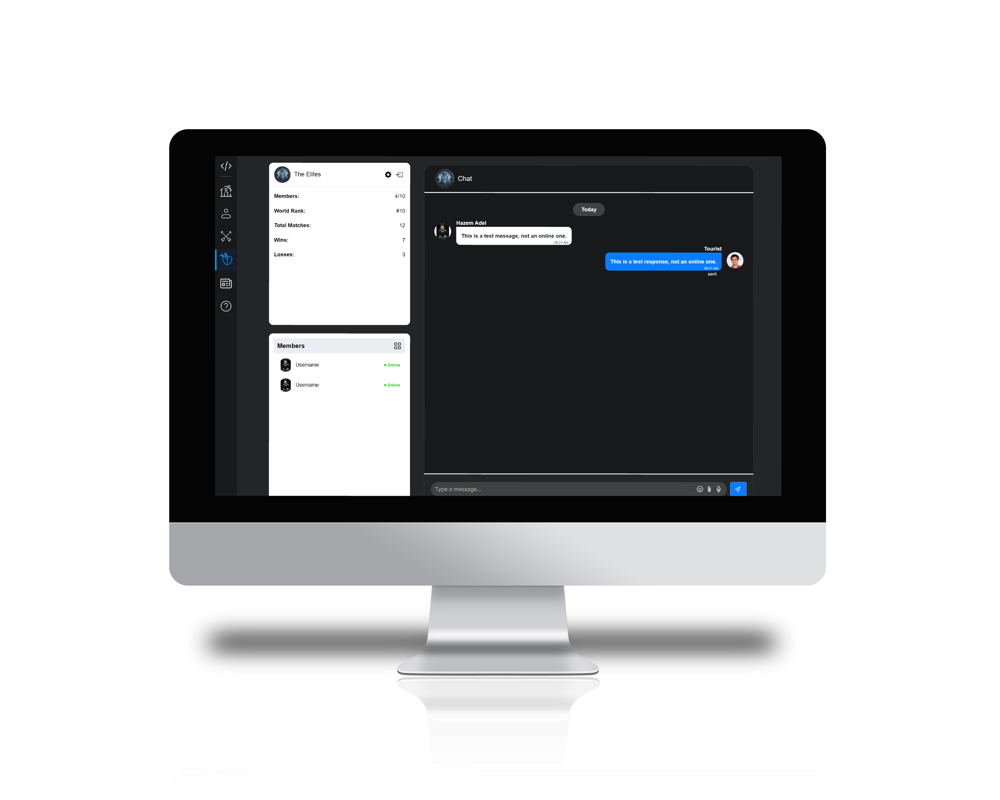 The Elites
Members: 4/10
World Rank: #10
Total Matches: 12
Wins: 7
Losses: 3
Members
Username Online
Username Online
Chat
Today
Hazem Adel
This is a test message, not an online one.
09:21 AM
Tourist
This is a test response, not an online one.
09:21 AM
sent
Type a message...